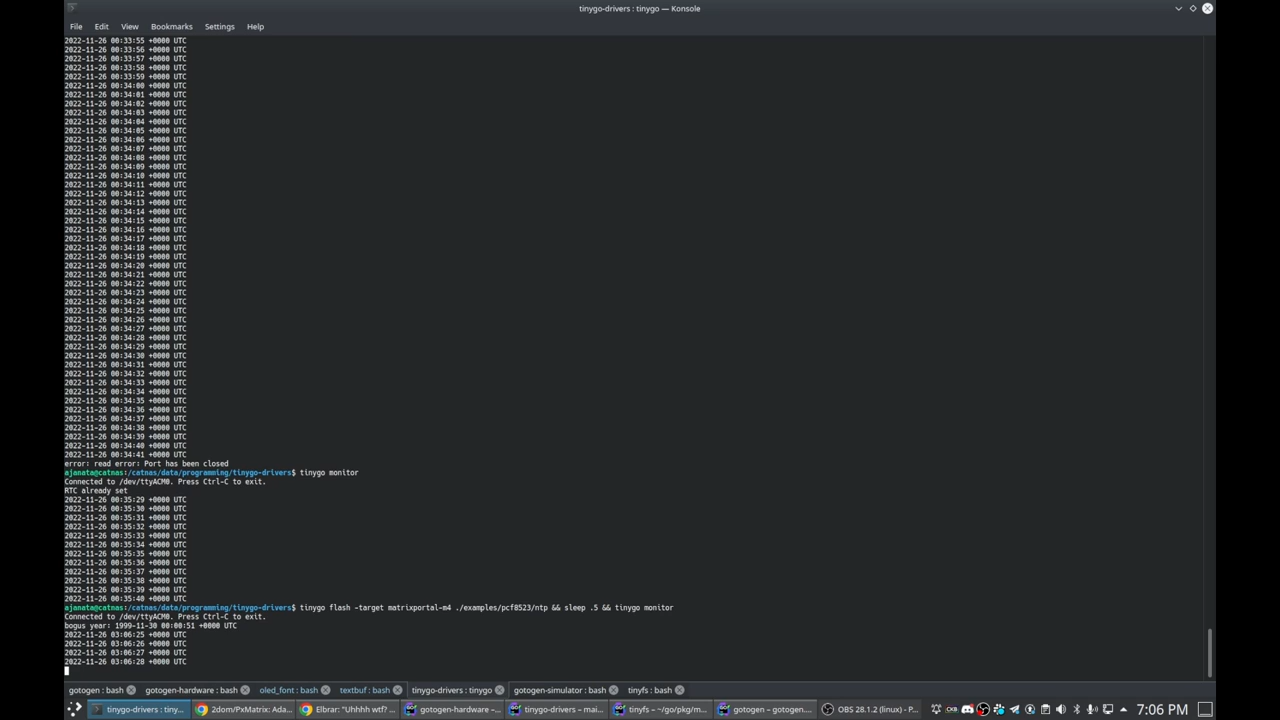 tinygo-drivers : tinygo — Konsole
File Edit View Bookmarks Settings Help
2022-11-26 00:33:55 +0000 UTC
2022-11-26 00:33:56 +0000 UTC
2022-11-26 00:33:57 +0000 UTC
2022-11-26 00:33:58 +0000 UTC
2022-11-26 00:33:59 +0000 UTC
2022-11-26 00:34:00 +0000 UTC
2022-11-26 00:34:01 +0000 UTC
2022-11-26 00:34:02 +0000 UTC
2022-11-26 00:34:03 +0000 UTC
2022-11-26 00:34:04 +0000 UTC
2022-11-26 00:34:05 +0000 UTC
2022-11-26 00:34:06 +0000 UTC
2022-11-26 00:34:07 +0000 UTC
2022-11-26 00:34:08 +0000 UTC
2022-11-26 00:34:09 +0000 UTC
2022-11-26 00:34:10 +0000 UTC
2022-11-26 00:34:11 +0000 UTC
2022-11-26 00:34:12 +0000 UTC
2022-11-26 00:34:13 +0000 UTC
2022-11-26 00:34:14 +0000 UTC
2022-11-26 00:34:15 +0000 UTC
2022-11-26 00:34:16 +0000 UTC
2022-11-26 00:34:17 +0000 UTC
2022-11-26 00:34:18 +0000 UTC
2022-11-26 00:34:19 +0000 UTC
2022-11-26 00:34:20 +0000 UTC
2022-11-26 00:34:21 +0000 UTC
2022-11-26 00:34:22 +0000 UTC
2022-11-26 00:34:23 +0000 UTC
2022-11-26 00:34:24 +0000 UTC
2022-11-26 00:34:25 +0000 UTC
2022-11-26 00:34:26 +0000 UTC
2022-11-26 00:34:27 +0000 UTC
2022-11-26 00:34:28 +0000 UTC
2022-11-26 00:34:29 +0000 UTC
2022-11-26 00:34:30 +0000 UTC
2022-11-26 00:34:31 +0000 UTC
2022-11-26 00:34:32 +0000 UTC
2022-11-26 00:34:33 +0000 UTC
2022-11-26 00:34:34 +0000 UTC
2022-11-26 00:34:35 +0000 UTC
2022-11-26 00:34:36 +0000 UTC
2022-11-26 00:34:37 +0000 UTC
2022-11-26 00:34:38 +0000 UTC
2022-11-26 00:34:39 +0000 UTC
2022-11-26 00:34:40 +0000 UTC
2022-11-26 00:34:41 +0000 UTC
error: read error: Port has been closed
ajanata@catnas:/catnas/data/programming/tinygo-drivers$ tinygo monitor
Connected to /dev/ttyACM0. Press Ctrl-C to exit.
RTC already set
2022-11-26 00:35:29 +0000 UTC
2022-11-26 00:35:30 +0000 UTC
2022-11-26 00:35:31 +0000 UTC
2022-11-26 00:35:32 +0000 UTC
2022-11-26 00:35:33 +0000 UTC
2022-11-26 00:35:34 +0000 UTC
2022-11-26 00:35:35 +0000 UTC
2022-11-26 00:35:36 +0000 UTC
2022-11-26 00:35:37 +0000 UTC
2022-11-26 00:35:38 +0000 UTC
2022-11-26 00:35:39 +0000 UTC
2022-11-26 00:35:40 +0000 UTC
ajanata@catnas:/catnas/data/programming/tinygo-drivers$ tinygo flash -target matrixportal-m4 ./examples/pcf8523/ntp && sleep .5 && tinygo monitor
Connected to /dev/ttyACM0. Press Ctrl-C to exit.
bogus year: 1999-11-30 00:00:51 +0000 UTC
2022-11-26 03:06:25 +0000 UTC
2022-11-26 03:06:26 +0000 UTC
2022-11-26 03:06:27 +0000 UTC
2022-11-26 03:06:28 +0000 UTC
gotogen : bash gotogen-hardware : bash oled_font : bash textbuf : bash tinygo-drivers : tinygo gotogen-simulator : bash tinyfs : bash
tinygo-drivers : tiny... 2dom/PxMatrix: Ada... Elbrar: "Uhhhh wtf? ... gotogen-hardware –... tinygo-drivers – mai... tinyfs – ~/go/pkg/m... gotogen – gotogen.... OBS 28.1.2 (linux) - P... 7:06 PM